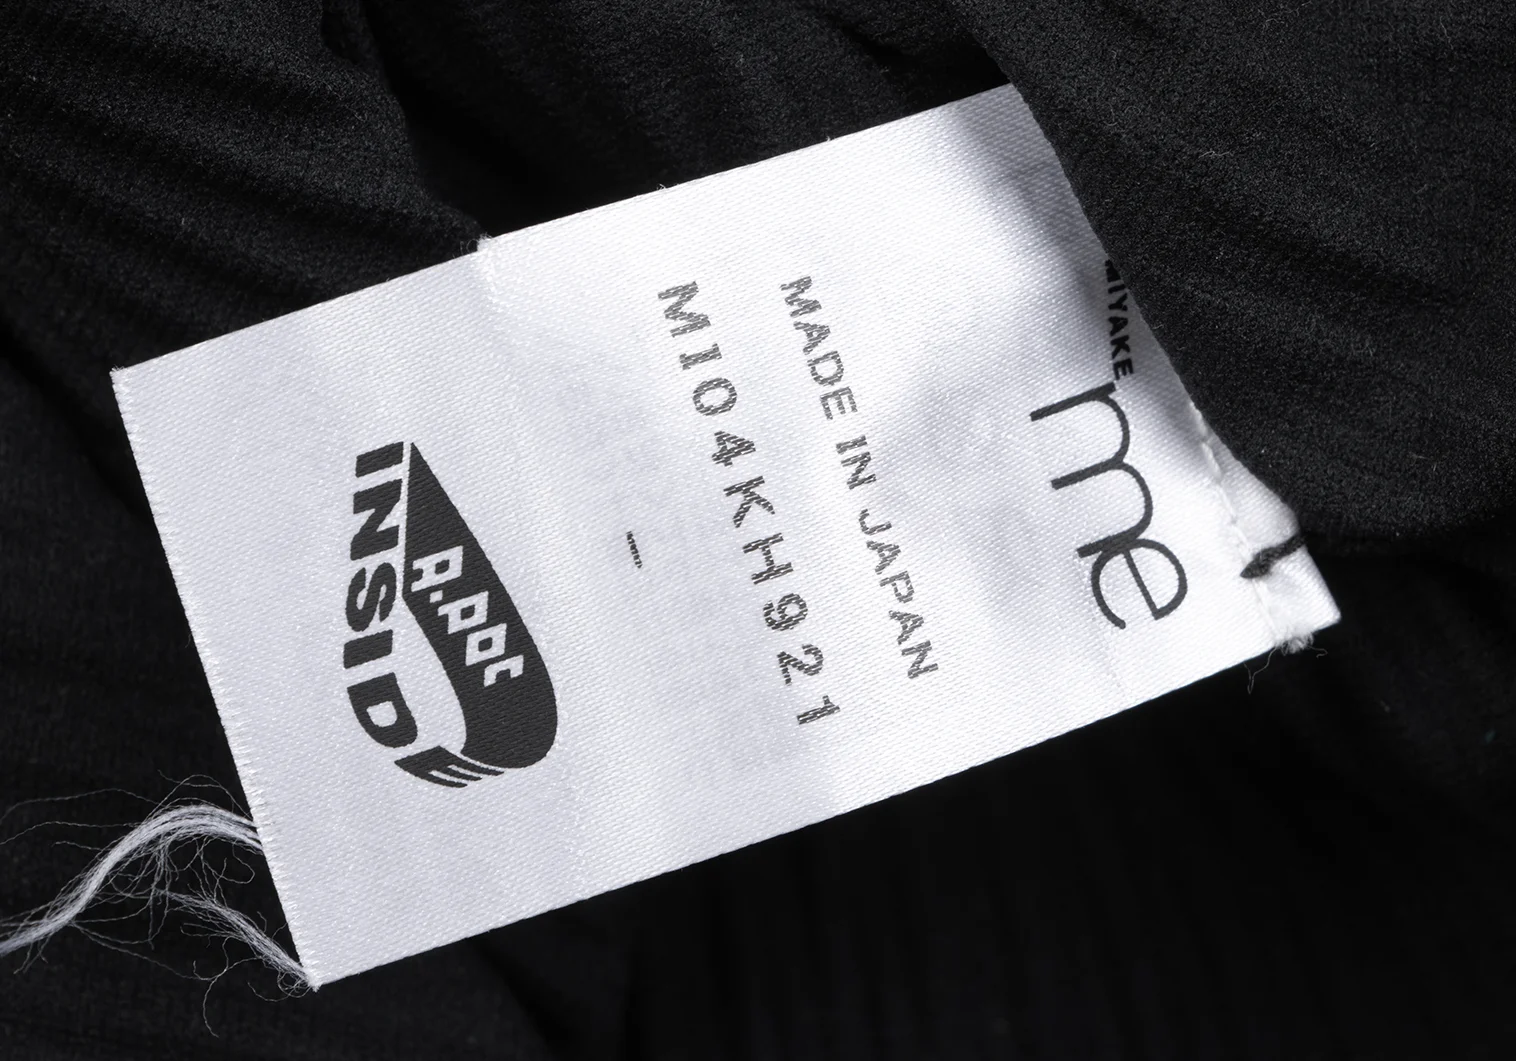 MIYAKE
me
MADE IN JAPAN
MI04KH921
–
A.POC
INSIDE